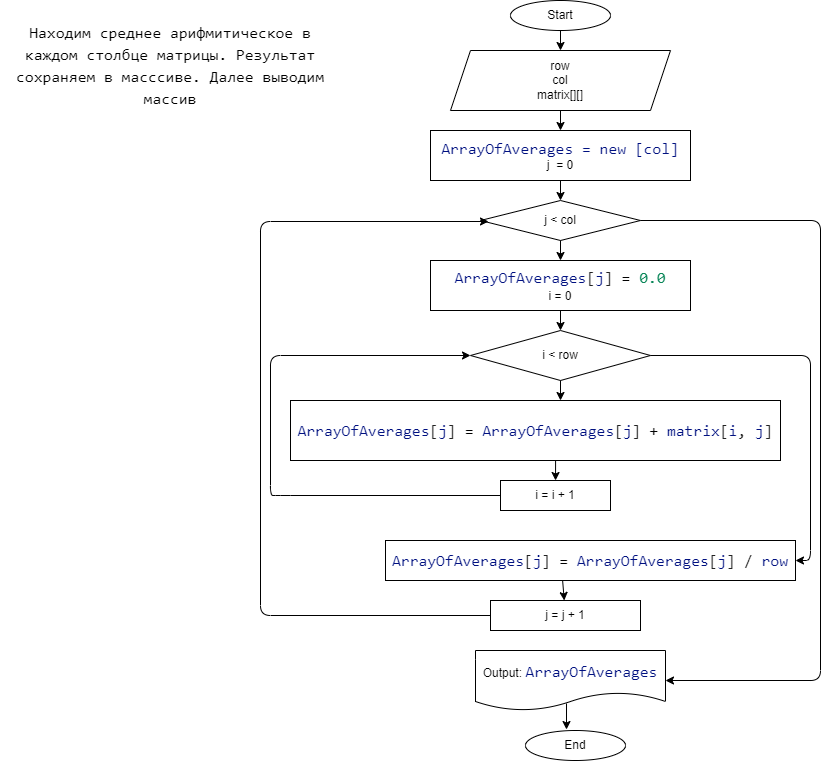 Находим среднее арифмитическое в
каждом столбце матрицы. Результат
сохраняем в масссиве. Далее выводим
массив
Start
row
col
matrix[][]
ArrayOfAverages = new [col]
j = 0
j < col
ArrayOfAverages[j] = 0.0
i = 0
i < row
ArrayOfAverages[j] = ArrayOfAverages[j] + matrix[i, j]
i = i + 1
ArrayOfAverages[j] = ArrayOfAverages[j] / row
j = j + 1
Output: ArrayOfAverages
End